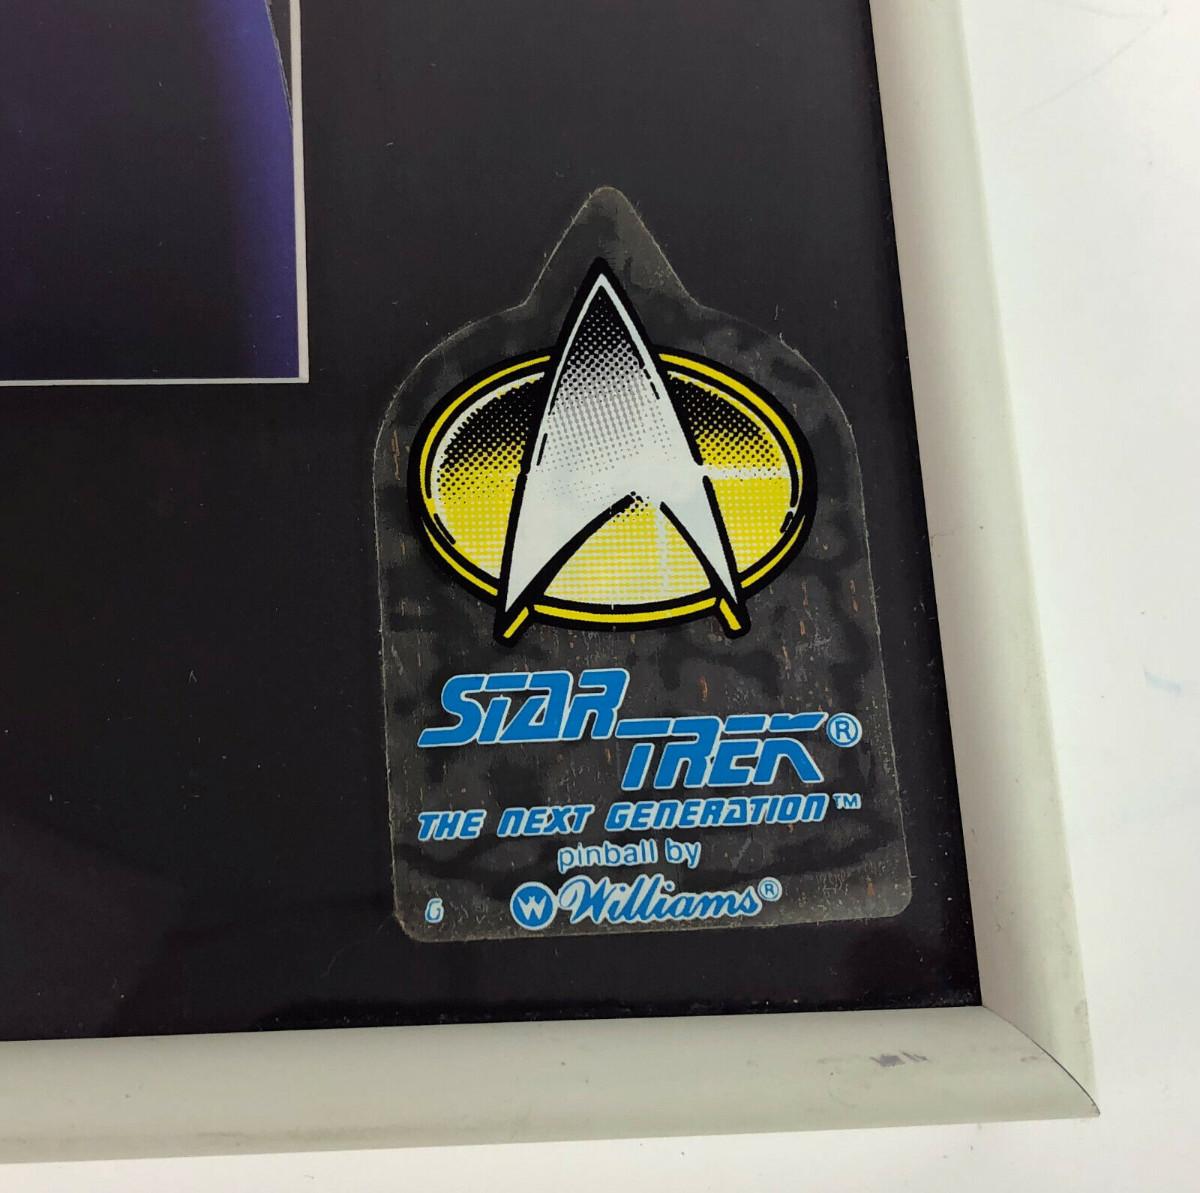 STAR
TREK®
THE NEXT GENERATION™
pinball by
W Williams®
G